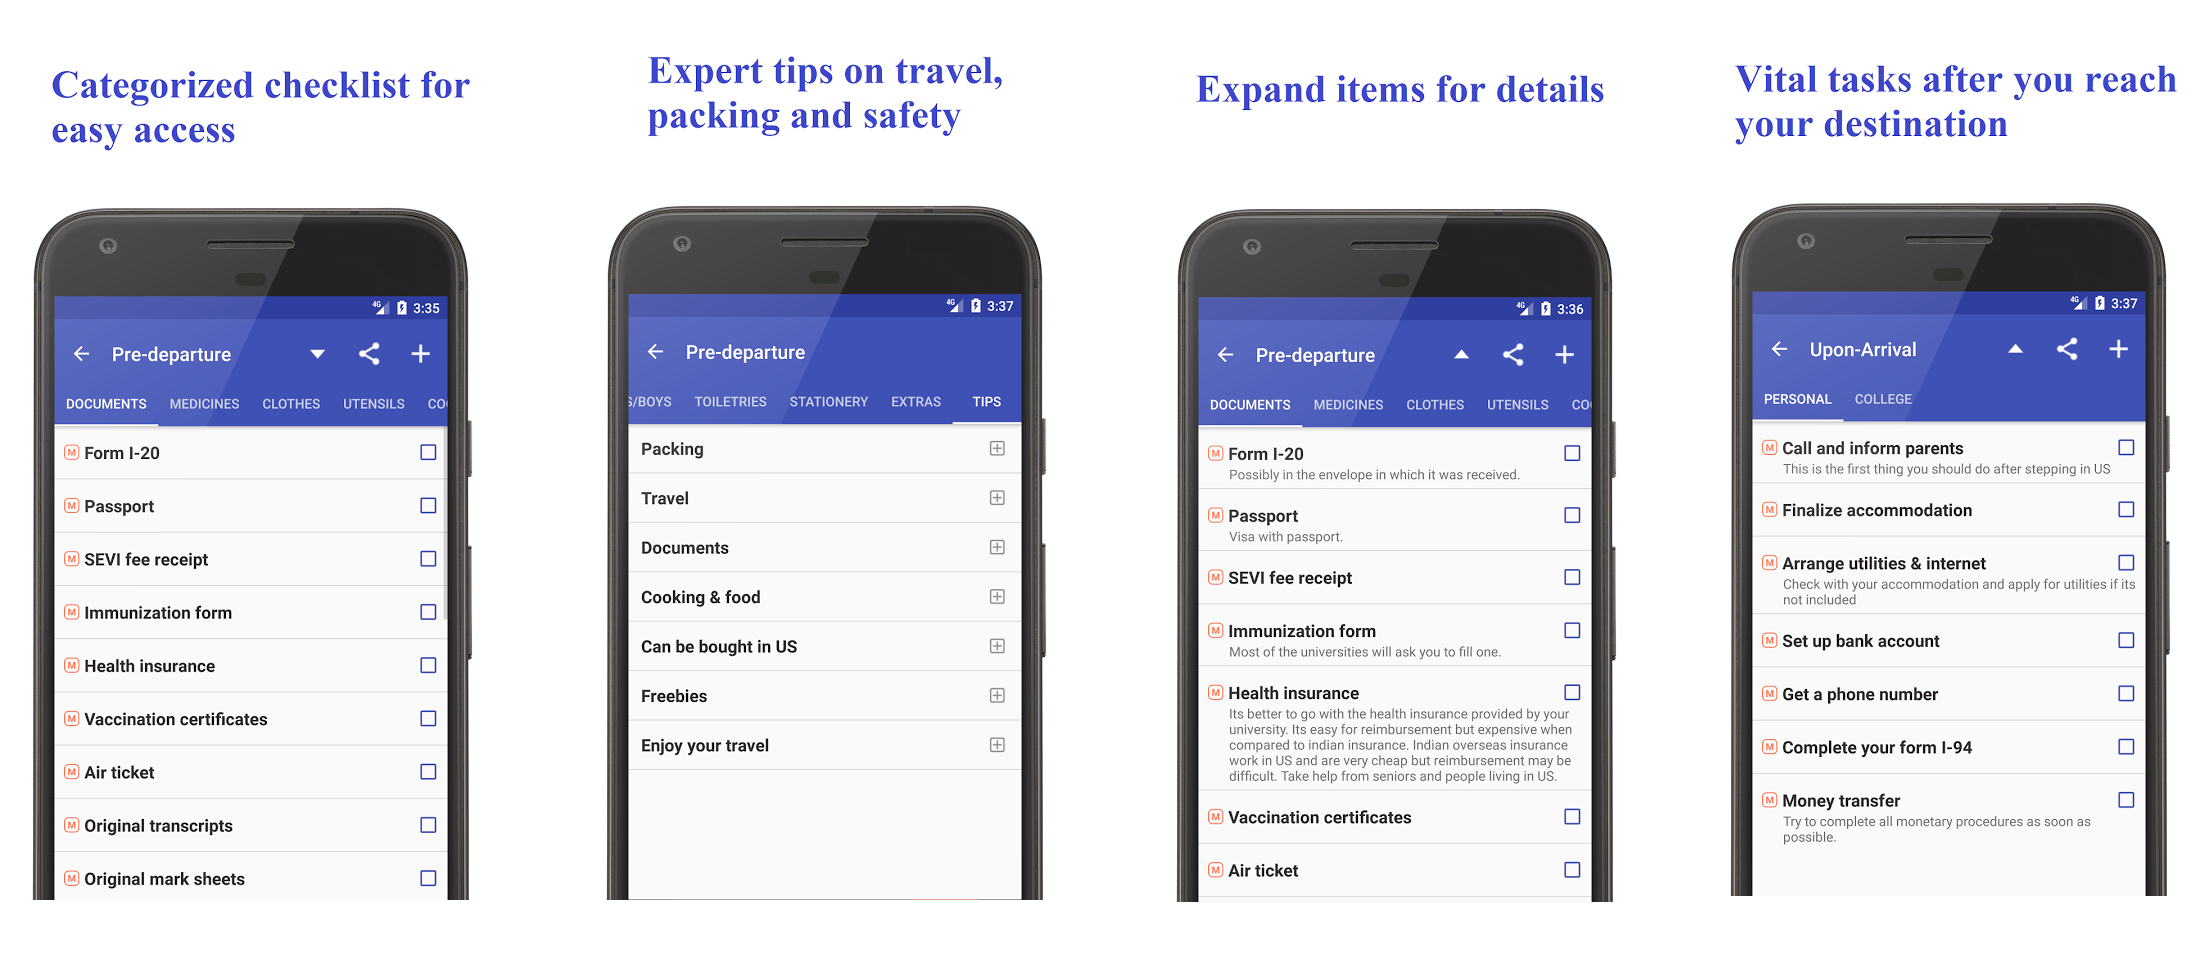 Categorized checklist for
easy access
4G 3:35
Pre-departure
DOCUMENTS MEDICINES CLOTHES UTENSILS CO
M Form I-20
M Passport
M SEVI fee receipt
M Immunization form
M Health insurance
M Vaccination certificates
M Air ticket
M Original transcripts
M Original mark sheets
Expert tips on travel,
packing and safety
4G 3:37
Pre-departure
S/BOYS TOILETRIES STATIONERY EXTRAS TIPS
Packing
Travel
Documents
Cooking & food
Can be bought in US
Freebies
Enjoy your travel
Expand items for details
4G 3:36
Pre-departure
DOCUMENTS MEDICINES CLOTHES UTENSILS CO
M Form I-20
Possibly in the envelope in which it was received.
M Passport
Visa with passport.
M SEVI fee receipt
M Immunization form
Most of the universities will ask you to fill one.
M Health insurance
Its better to go with the health insurance provided by your
university. Its easy for reimbursement but expensive when
compared to indian insurance. Indian overseas insurance
work in US and are very cheap but reimbursement may be
difficult. Take help from seniors and people living in US.
M Vaccination certificates
M Air ticket
Vital tasks after you reach
your destination
4G 3:37
Upon-Arrival
PERSONAL COLLEGE
M Call and inform parents
This is the first thing you should do after stepping in US
M Finalize accommodation
M Arrange utilities & internet
Check with your accommodation and apply for utilities if its
not included
M Set up bank account
M Get a phone number
M Complete your form I-94
M Money transfer
Try to complete all monetary procedures as soon as
possible.